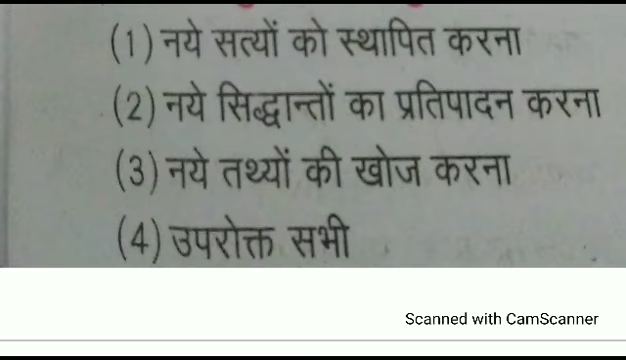 (1) नये सत्यों को स्थापित करना
(2) नये सिद्धान्तों का प्रतिपादन करना
(3) नये तथ्यों की खोज करना
(4) उपरोक्त सभी
Scanned with CamScanner